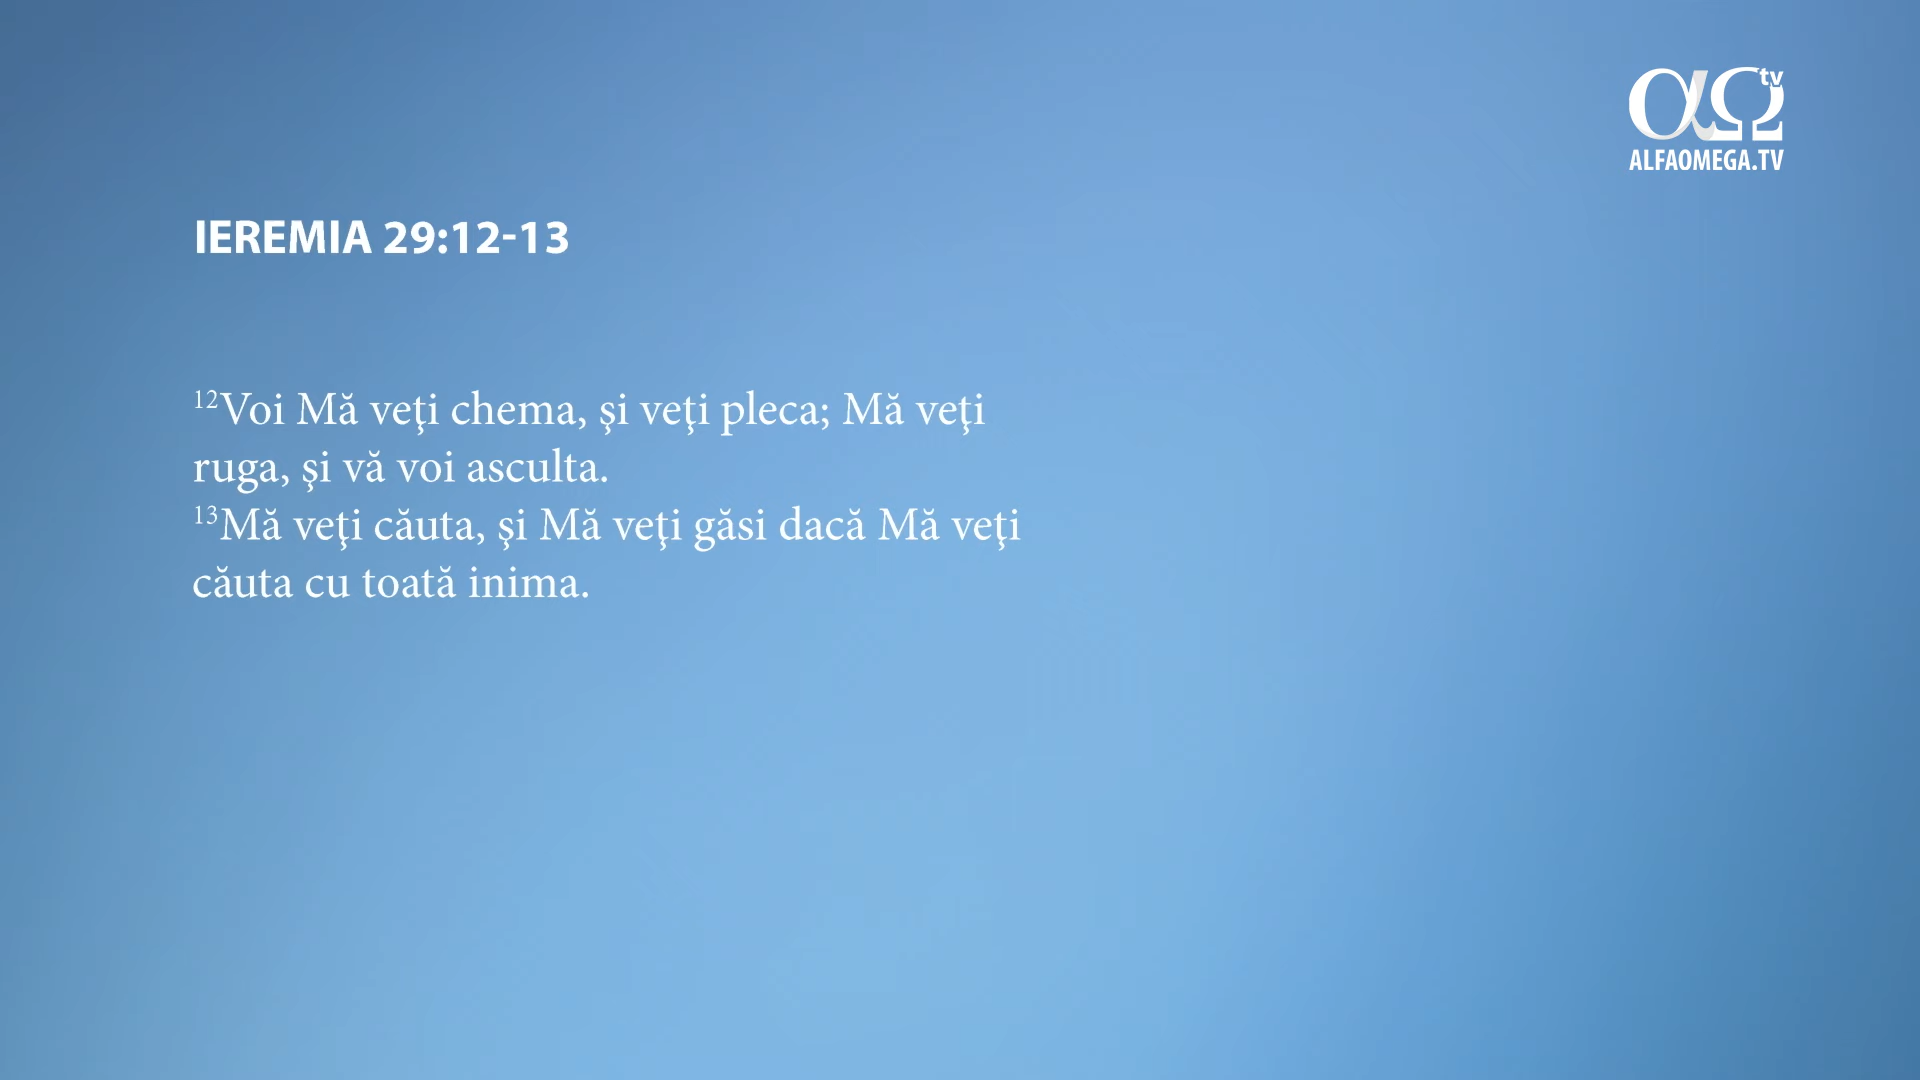 αΩ tv
ALFAOMEGA.TV
IEREMIA 29:12-13
12Voi Mă veţi chema, şi veţi pleca; Mă veţi
ruga, şi vă voi asculta.
13Mă veţi căuta, şi Mă veţi găsi dacă Mă veţi
căuta cu toată inima.